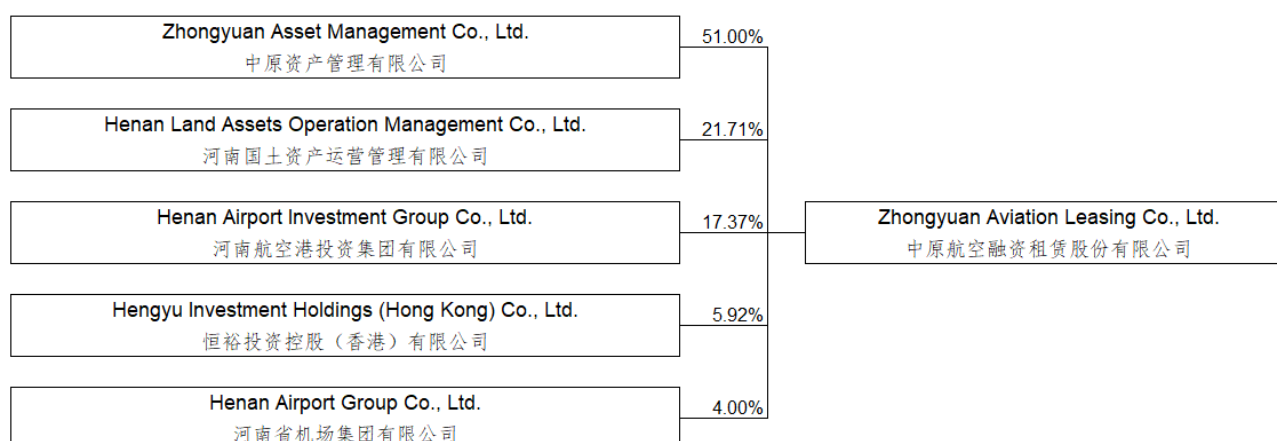 Zhongyuan Asset Management Co., Ltd.
中原资产管理有限公司
51.00%
Henan Land Assets Operation Management Co., Ltd.
河南国土资产运营管理有限公司
21.71%
Henan Airport Investment Group Co., Ltd.
河南航空港投资集团有限公司
17.37%
Zhongyuan Aviation Leasing Co., Ltd.
中原航空融资租赁股份有限公司
Hengyu Investment Holdings (Hong Kong) Co., Ltd.
恒裕投资控股（香港）有限公司
5.92%
Henan Airport Group Co., Ltd.
河南省机场集团有限公司
4.00%